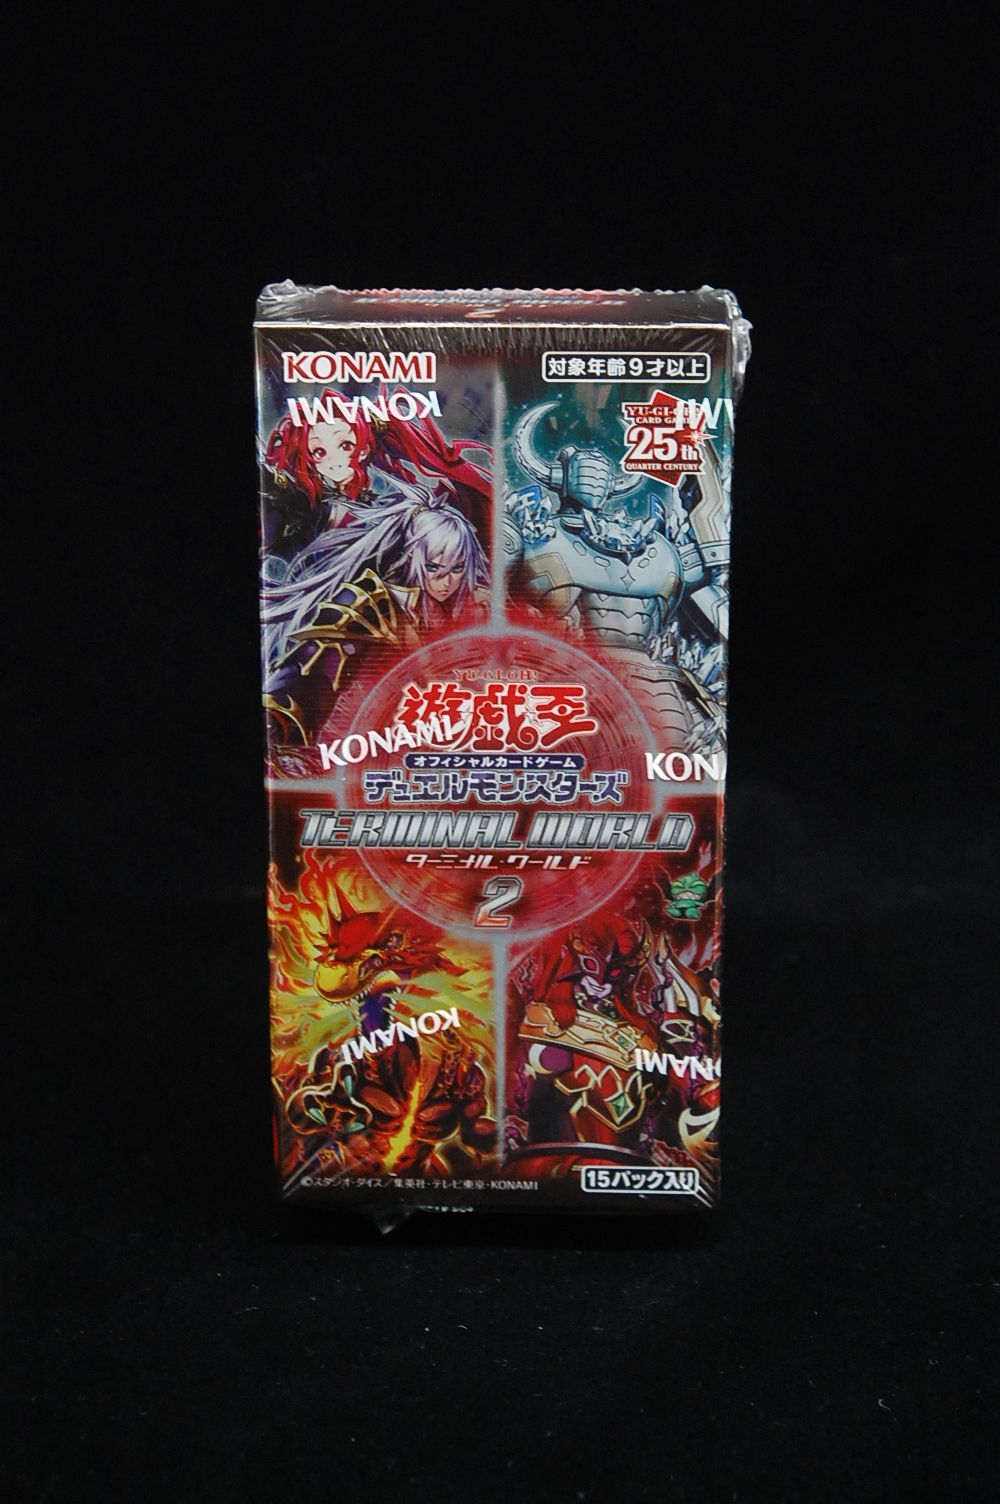 TERMINAL WORLD
2
KONAMI
対象年齢9才以上
KONAMI
YU-GI-OH!
CARD GAME
25th
QUARTER CENTURY
YU-GI-OH!
遊戯王
KONAMI
KON
オフィシャルカードゲーム
デュエルモンスターズ
TERMINAL WORLD
ターミナル・ワールド
2
KONAMI
KONAMI
©スタジオ・ダイス/集英社・テレビ東京・KONAMI
15パック入り